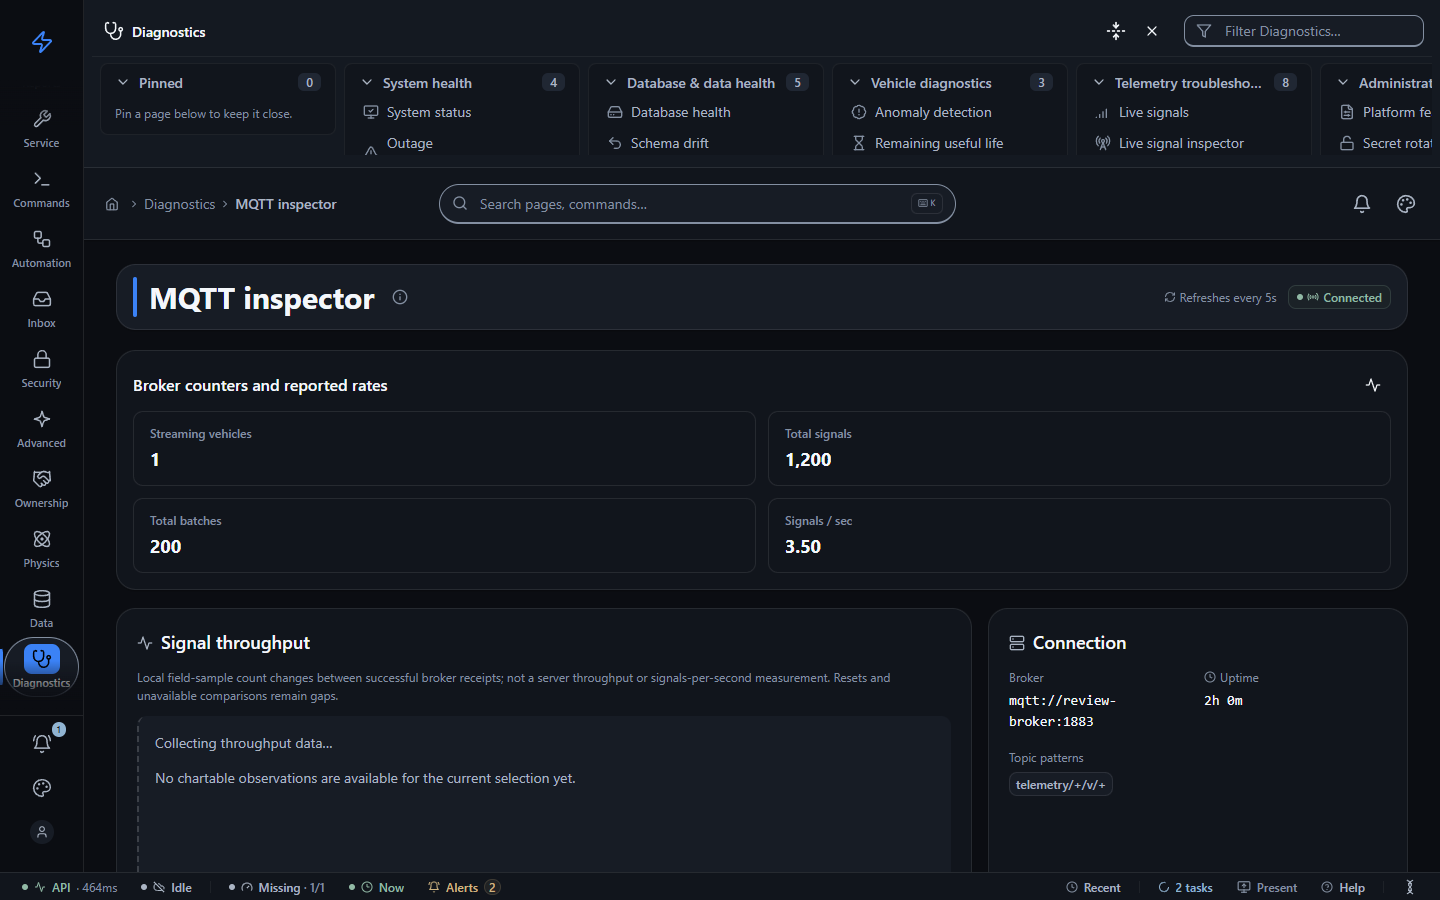 Diagnostics
Filter Diagnostics...
Pinned 0
Pin a page below to keep it close.
System health 4
System status
Outage
Database & data health 5
Database health
Schema drift
Vehicle diagnostics 3
Anomaly detection
Remaining useful life
Telemetry troublesho... 8
Live signals
Live signal inspector
Administrat
Platform fe
Secret rotat
Service
Commands
Automation
Inbox
Security
Advanced
Ownership
Physics
Data
Diagnostics
1
Diagnostics
MQTT inspector
Search pages, commands...
K
MQTT inspector
Refreshes every 5s
Connected
Broker counters and reported rates
Streaming vehicles
1
Total signals
1,200
Total batches
200
Signals / sec
3.50
Signal throughput
Local field-sample count changes between successful broker receipts; not a server throughput or signals-per-second measurement. Resets and
unavailable comparisons remain gaps.
Collecting throughput data...
No chartable observations are available for the current selection yet.
Connection
Broker
mqtt://review-
broker:1883
Uptime
2h 0m
Topic patterns
telemetry/+/v/+
API · 464ms
Idle
Missing · 1/1
Now
Alerts 2
Recent
2 tasks
Present
Help